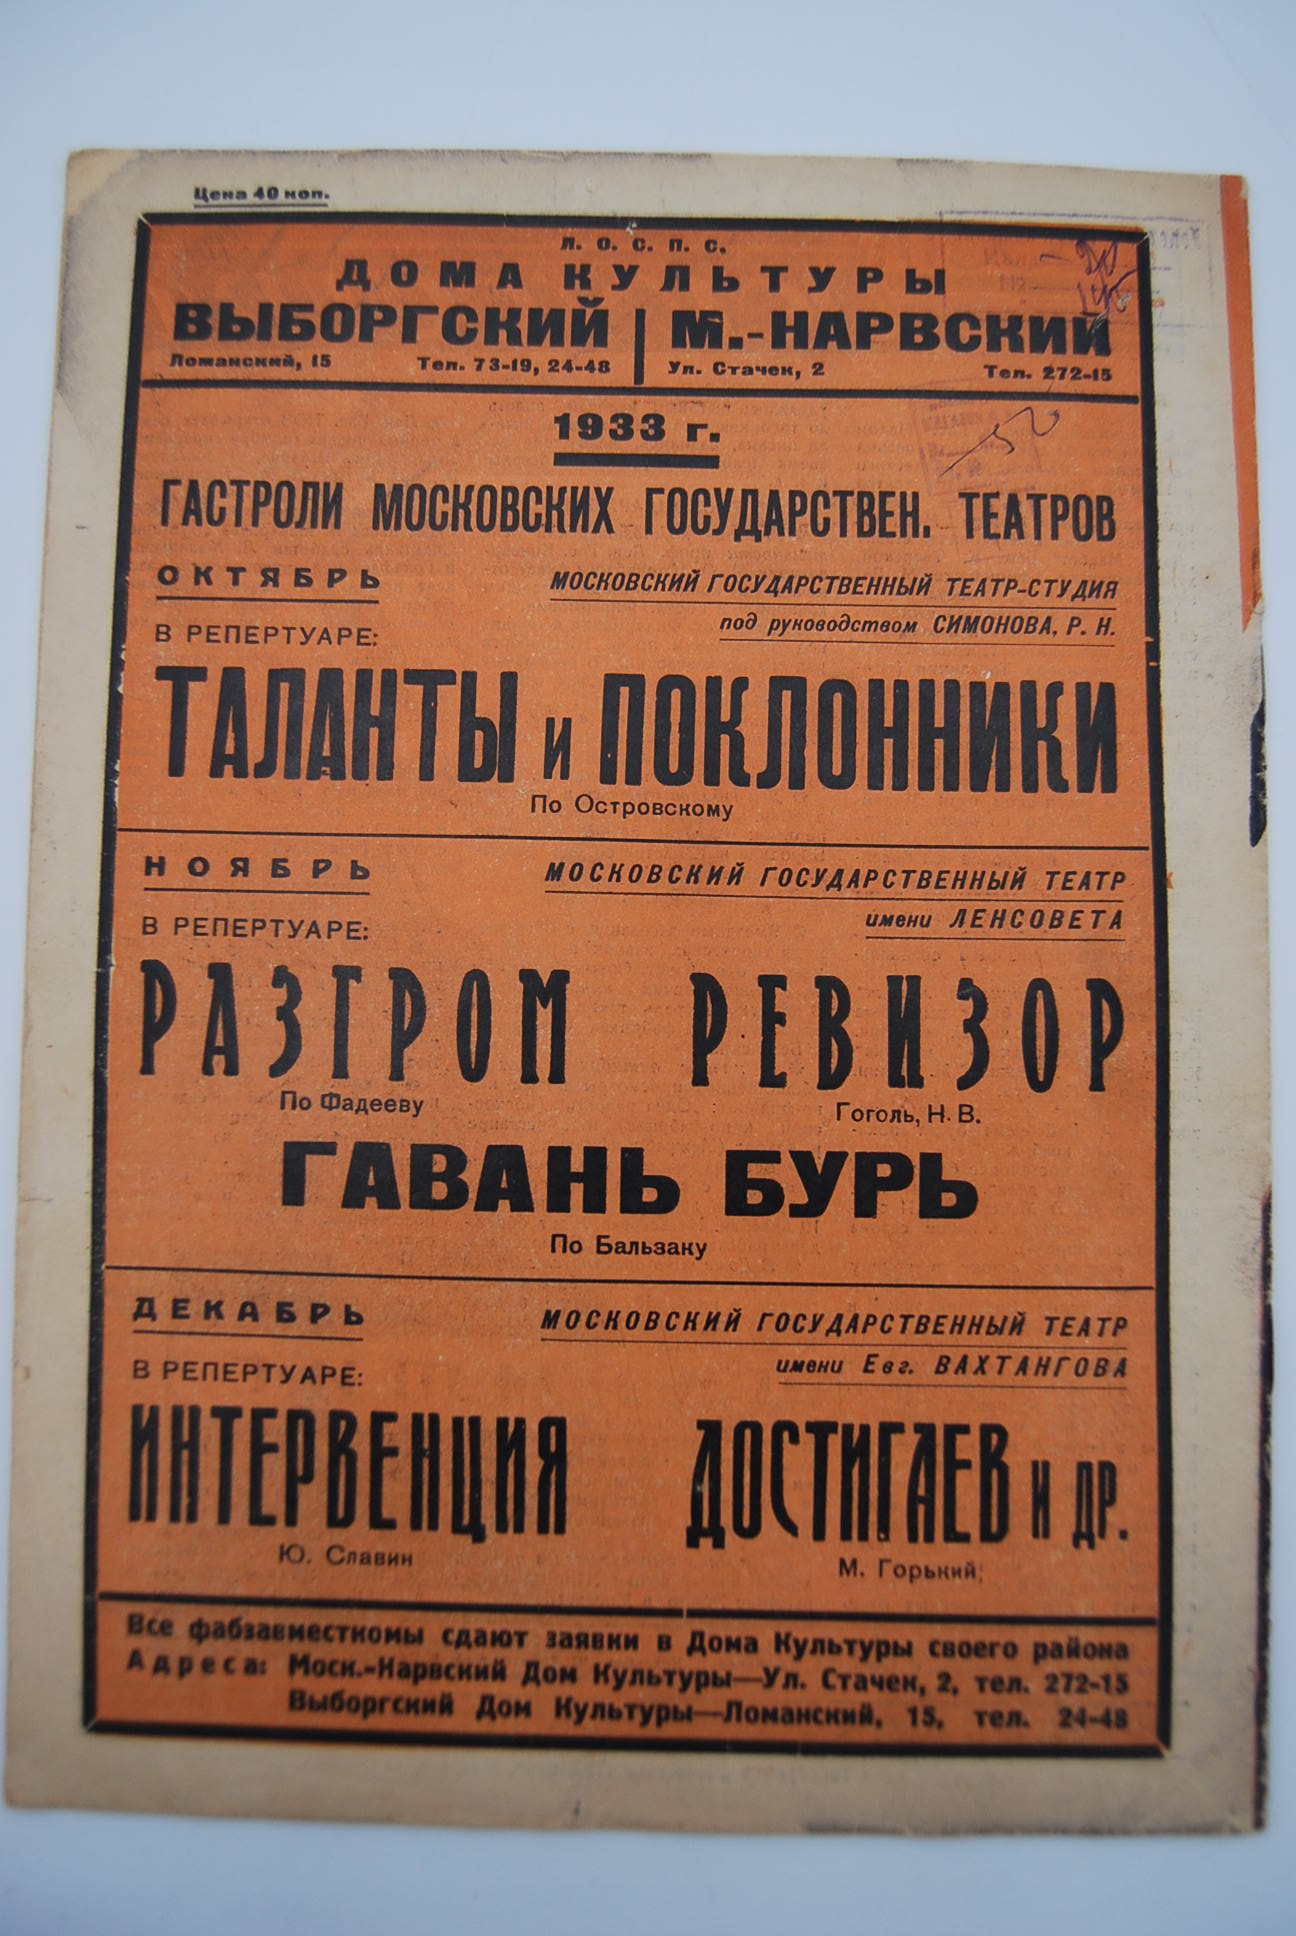 Цена 40 коп.
Л. О. С. П. С.
ДОМА КУЛЬТУРЫ
ВЫБОРГСКИЙ | М.-НАРВСКИЙ
Ломанский, 15 Тел. 73-19, 24-48 Ул. Стачек, 2 Тел. 272-15
1933 г.
ГАСТРОЛИ МОСКОВСКИХ ГОСУДАРСТВЕН. ТЕАТРОВ
ОКТЯБРЬ МОСКОВСКИЙ ГОСУДАРСТВЕННЫЙ ТЕАТР-СТУДИЯ
под руководством СИМОНОВА, Р. Н.
В РЕПЕРТУАРЕ:
ТАЛАНТЫ и ПОКЛОННИКИ
По Островскому
НОЯБРЬ МОСКОВСКИЙ ГОСУДАРСТВЕННЫЙ ТЕАТР
имени ЛЕНСОВЕТА
В РЕПЕРТУАРЕ:
РАЗГРОМ РЕВИЗОР
По Фадееву Гоголь, Н. В.
ГАВАНЬ БУРЬ
По Бальзаку
ДЕКАБРЬ МОСКОВСКИЙ ГОСУДАРСТВЕННЫЙ ТЕАТР
имени Евг. ВАХТАНГОВА
В РЕПЕРТУАРЕ:
ИНТЕРВЕНЦИЯ ДОСТИГАЕВ и др.
Ю. Славин М. Горький;
Все фабзавместкомы сдают заявки в Дома Культуры своего района
Адреса: Моск.-Нарвский Дом Культуры—Ул. Стачек, 2, тел. 272-15
Выборгский Дом Культуры—Ломанский, 15, тел. 24-48